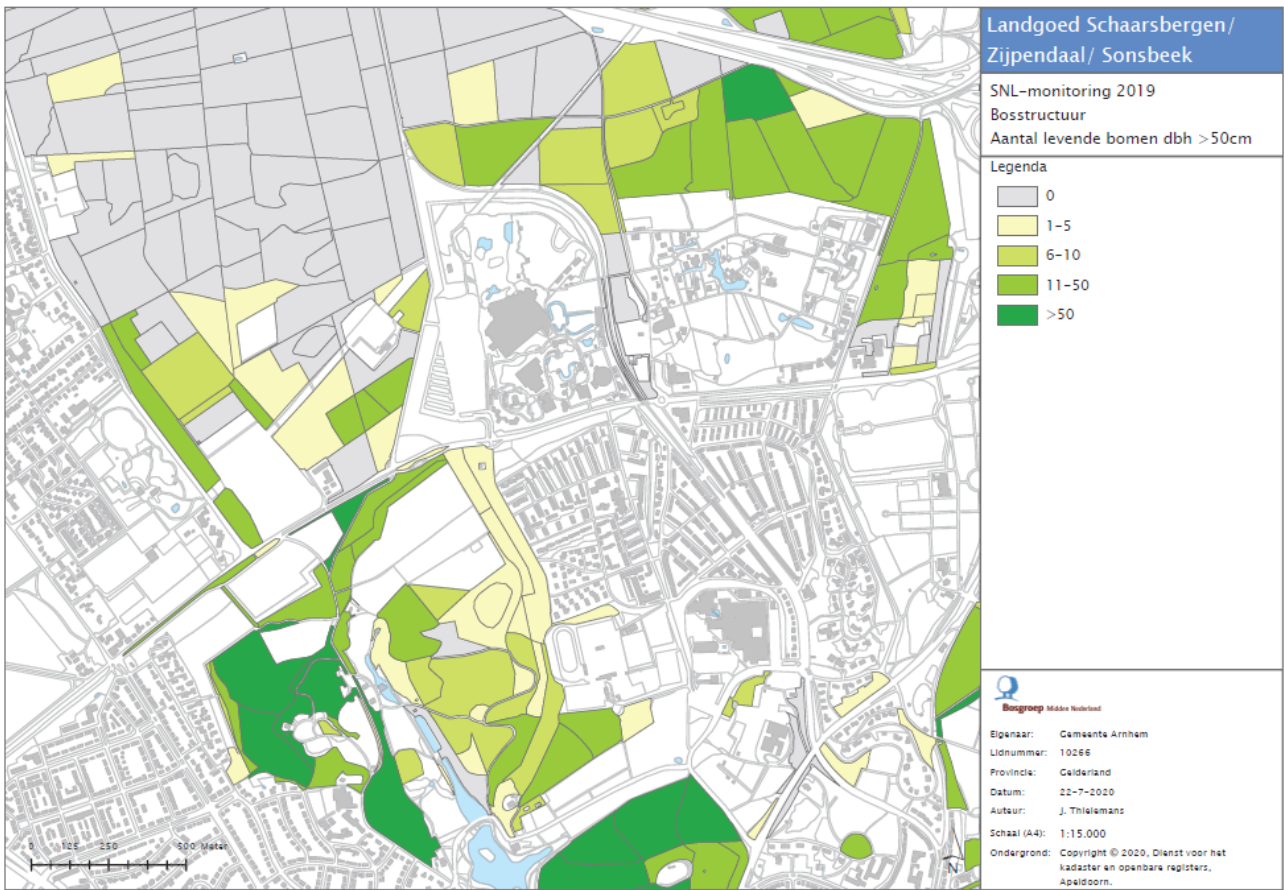 Landgoed Schaarsbergen/
Zijpendaal/ Sonsbeek
SNL-monitoring 2019
Bosstructuur
Aantal levende bomen dbh >50cm
Legenda
0
1-5
6-10
11-50
>50
Bosgroep Midden Nederland
Eigenaar: Gemeente Arnhem
Lidnummer: 10266
Provincie: Gelderland
Datum: 22-7-2020
Auteur: J. Thielemans
Schaal (A4): 1:15.000
Ondergrond: Copyright © 2020, Dienst voor het
kadaster en openbare registers,
Apeldoorn.
0 125 250 500 Meter
N